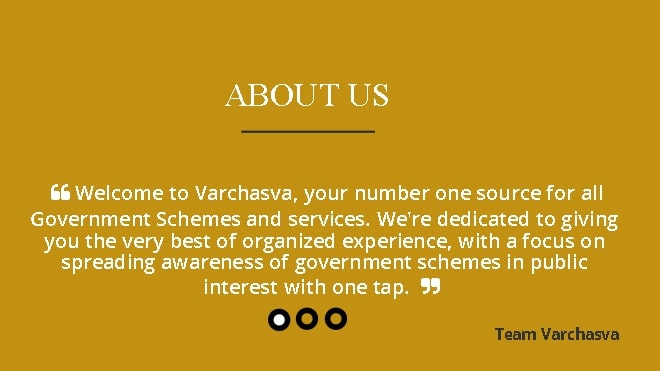 ABOUT US
❝ Welcome to Varchasva, your number one source for all
Government Schemes and services. We're dedicated to giving
you the very best of organized experience, with a focus on
spreading awareness of government schemes in public
interest with one tap. ❞
Team Varchasva